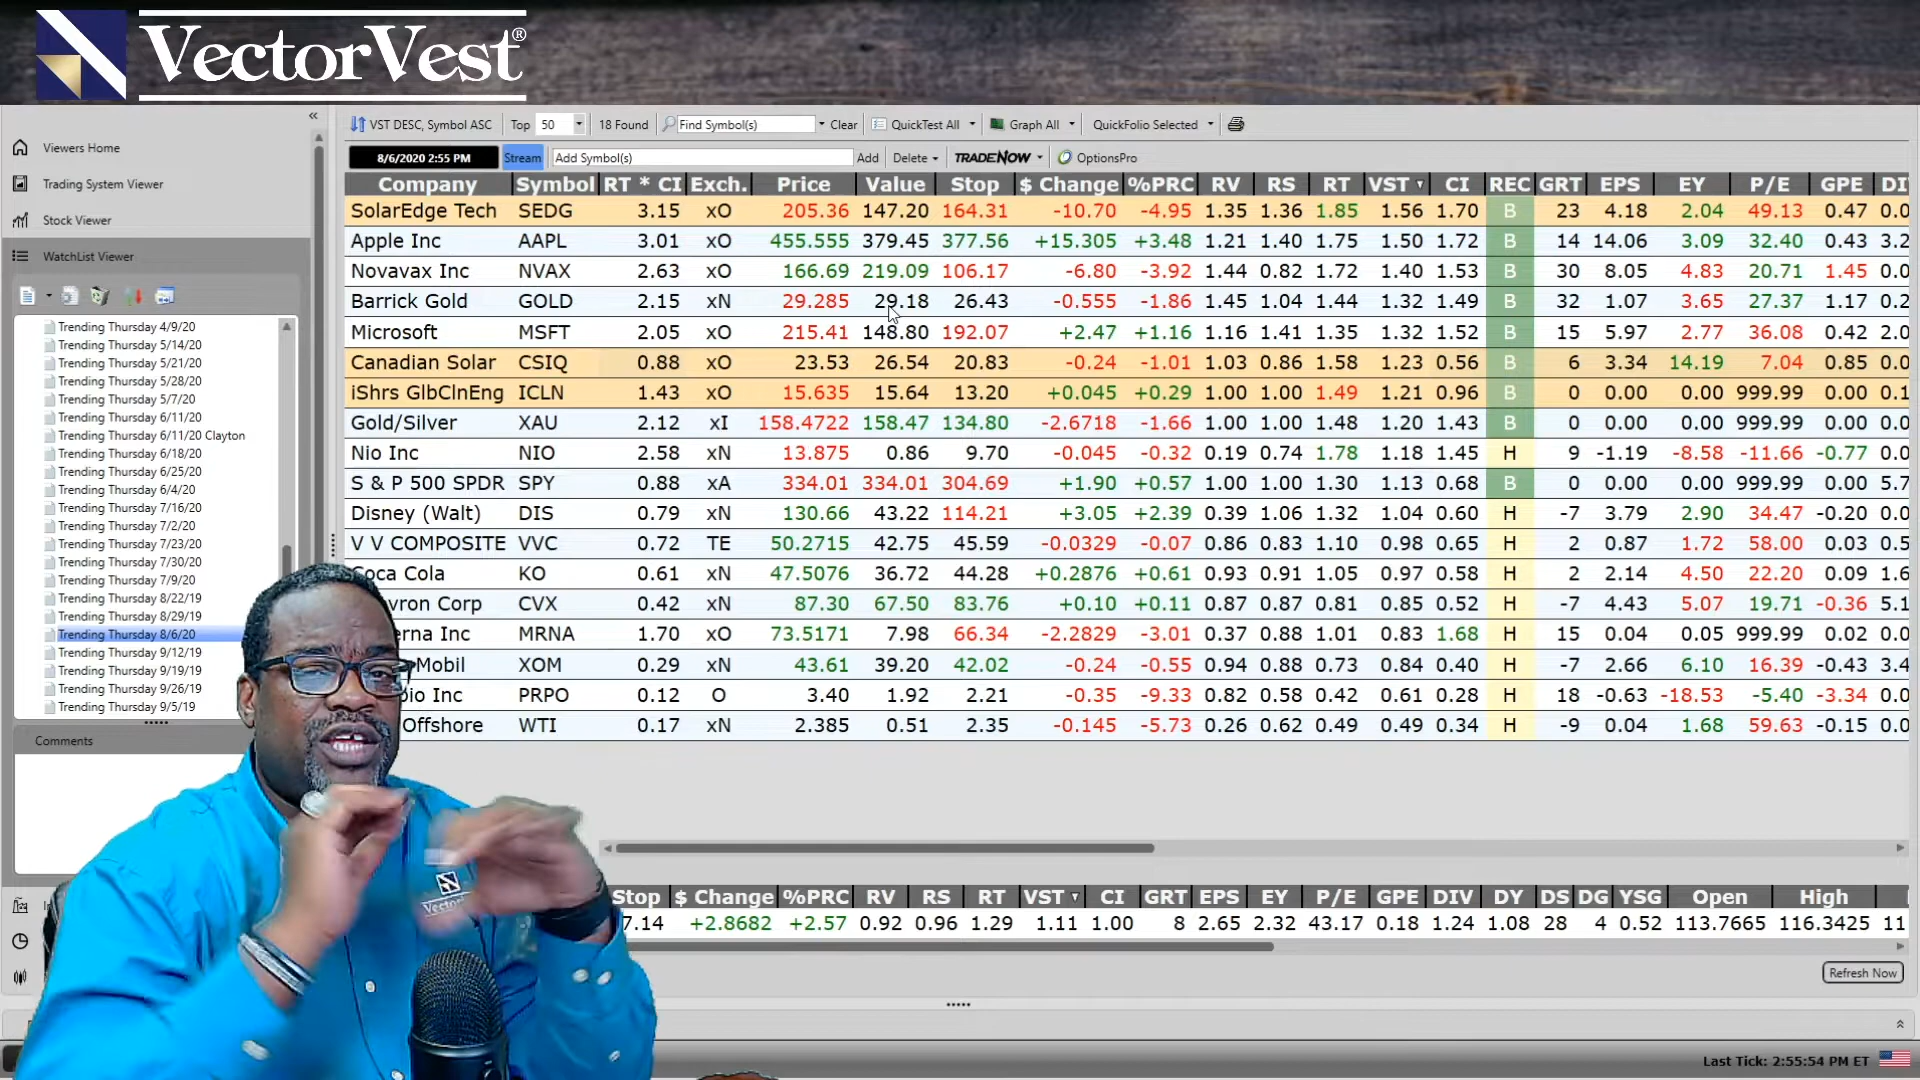 VectorVest®
«
VST DESC, Symbol ASC Top 50 18 Found Find Symbol(s) Clear QuickTest All Graph All QuickFolio Selected
8/6/2020 2:55 PM Stream Add Symbol(s) Add Delete TRADENOW OptionsPro
Viewers Home
Trading System Viewer
Stock Viewer
WatchList Viewer
Trending Thursday 4/9/20
Trending Thursday 5/14/20
Trending Thursday 5/21/20
Trending Thursday 5/28/20
Trending Thursday 5/7/20
Trending Thursday 6/11/20
Trending Thursday 6/11/20 Clayton
Trending Thursday 6/18/20
Trending Thursday 6/25/20
Trending Thursday 6/4/20
Trending Thursday 7/16/20
Trending Thursday 7/2/20
Trending Thursday 7/23/20
Trending Thursday 7/30/20
Trending Thursday 7/9/20
Trending Thursday 8/22/19
Trending Thursday 8/29/19
Trending Thursday 8/6/20
Trending Thursday 9/12/19
Trending Thursday 9/19/19
Trending Thursday 9/26/19
Trending Thursday 9/5/19
Comments
Company Symbol RT * CI Exch. Price Value Stop $ Change %PRC RV RS RT VST CI REC GRT EPS EY P/E GPE DI
SolarEdge Tech SEDG 3.15 xO 205.36 147.20 164.31 -10.70 -4.95 1.35 1.36 1.85 1.56 1.70 B 23 4.18 2.04 49.13 0.47 0.0
Apple Inc AAPL 3.01 xO 455.555 379.45 377.56 +15.305 +3.48 1.21 1.40 1.75 1.50 1.72 B 14 14.06 3.09 32.40 0.43 3.2
Novavax Inc NVAX 2.63 xO 166.69 219.09 106.17 -6.80 -3.92 1.44 0.82 1.72 1.40 1.53 B 30 8.05 4.83 20.71 1.45 0.0
Barrick Gold GOLD 2.15 xN 29.285 29.18 26.43 -0.555 -1.86 1.45 1.04 1.44 1.32 1.49 B 32 1.07 3.65 27.37 1.17 0.2
Microsoft MSFT 2.05 xO 215.41 148.80 192.07 +2.47 +1.16 1.16 1.41 1.35 1.32 1.52 B 15 5.97 2.77 36.08 0.42 2.0
Canadian Solar CSIQ 0.88 xO 23.53 26.54 20.83 -0.24 -1.01 1.03 0.86 1.58 1.23 0.56 B 6 3.34 14.19 7.04 0.85 0.0
iShrs GlbClnEng ICLN 1.43 xO 15.635 15.64 13.20 +0.045 +0.29 1.00 1.00 1.49 1.21 0.96 B 0 0.00 0.00 999.99 0.00 0.1
Gold/Silver XAU 2.12 xI 158.4722 158.47 134.80 -2.6718 -1.66 1.00 1.00 1.48 1.20 1.43 B 0 0.00 0.00 999.99 0.00 0.0
Nio Inc NIO 2.58 xN 13.875 0.86 9.70 -0.045 -0.32 0.19 0.74 1.78 1.18 1.45 H 9 -1.19 -8.58 -11.66 -0.77 0.0
S & P 500 SPDR SPY 0.88 xA 334.01 334.01 304.69 +1.90 +0.57 1.00 1.00 1.30 1.13 0.68 B 0 0.00 0.00 999.99 0.00 5.7
Disney (Walt) DIS 0.79 xN 130.66 43.22 114.21 +3.05 +2.39 0.39 1.06 1.32 1.04 0.60 H -7 3.79 2.90 34.47 -0.20 0.0
V V COMPOSITE VVC 0.72 TE 50.2715 42.75 45.59 -0.0329 -0.07 0.86 0.83 1.10 0.98 0.65 H 2 0.87 1.72 58.00 0.03 0.5
Coca Cola KO 0.61 xN 47.5076 36.72 44.28 +0.2876 +0.61 0.93 0.91 1.05 0.97 0.58 H 2 2.14 4.50 22.20 0.09 1.6
vron Corp CVX 0.42 xN 87.30 67.50 83.76 +0.10 +0.11 0.87 0.87 0.81 0.85 0.52 H -7 4.43 5.07 19.71 -0.36 5.1
erna Inc MRNA 1.70 xO 73.5171 7.98 66.34 -2.2829 -3.01 0.37 0.88 1.01 0.83 1.68 H 15 0.04 0.05 999.99 0.02 0.0
Mobil XOM 0.29 xN 43.61 39.20 42.02 -0.24 -0.55 0.94 0.88 0.73 0.84 0.40 H -7 2.66 6.10 16.39 -0.43 3.4
pio Inc PRPO 0.12 O 3.40 1.92 2.21 -0.35 -9.33 0.82 0.58 0.42 0.61 0.28 H 18 -0.63 -18.53 -5.40 -3.34 0.0
Offshore WTI 0.17 xN 2.385 0.51 2.35 -0.145 -5.73 0.26 0.62 0.49 0.49 0.34 H -9 0.04 1.68 59.63 -0.15 0.0
Stop $ Change %PRC RV RS RT VST CI GRT EPS EY P/E GPE DIV DY DS DG YSG Open High
7.14 +2.8682 +2.57 0.92 0.96 1.29 1.11 1.00 8 2.65 2.32 43.17 0.18 1.24 1.08 28 4 0.52 113.7665 116.3425 11
Refresh Now
Vector
Last Tick: 2:55:54 PM ET